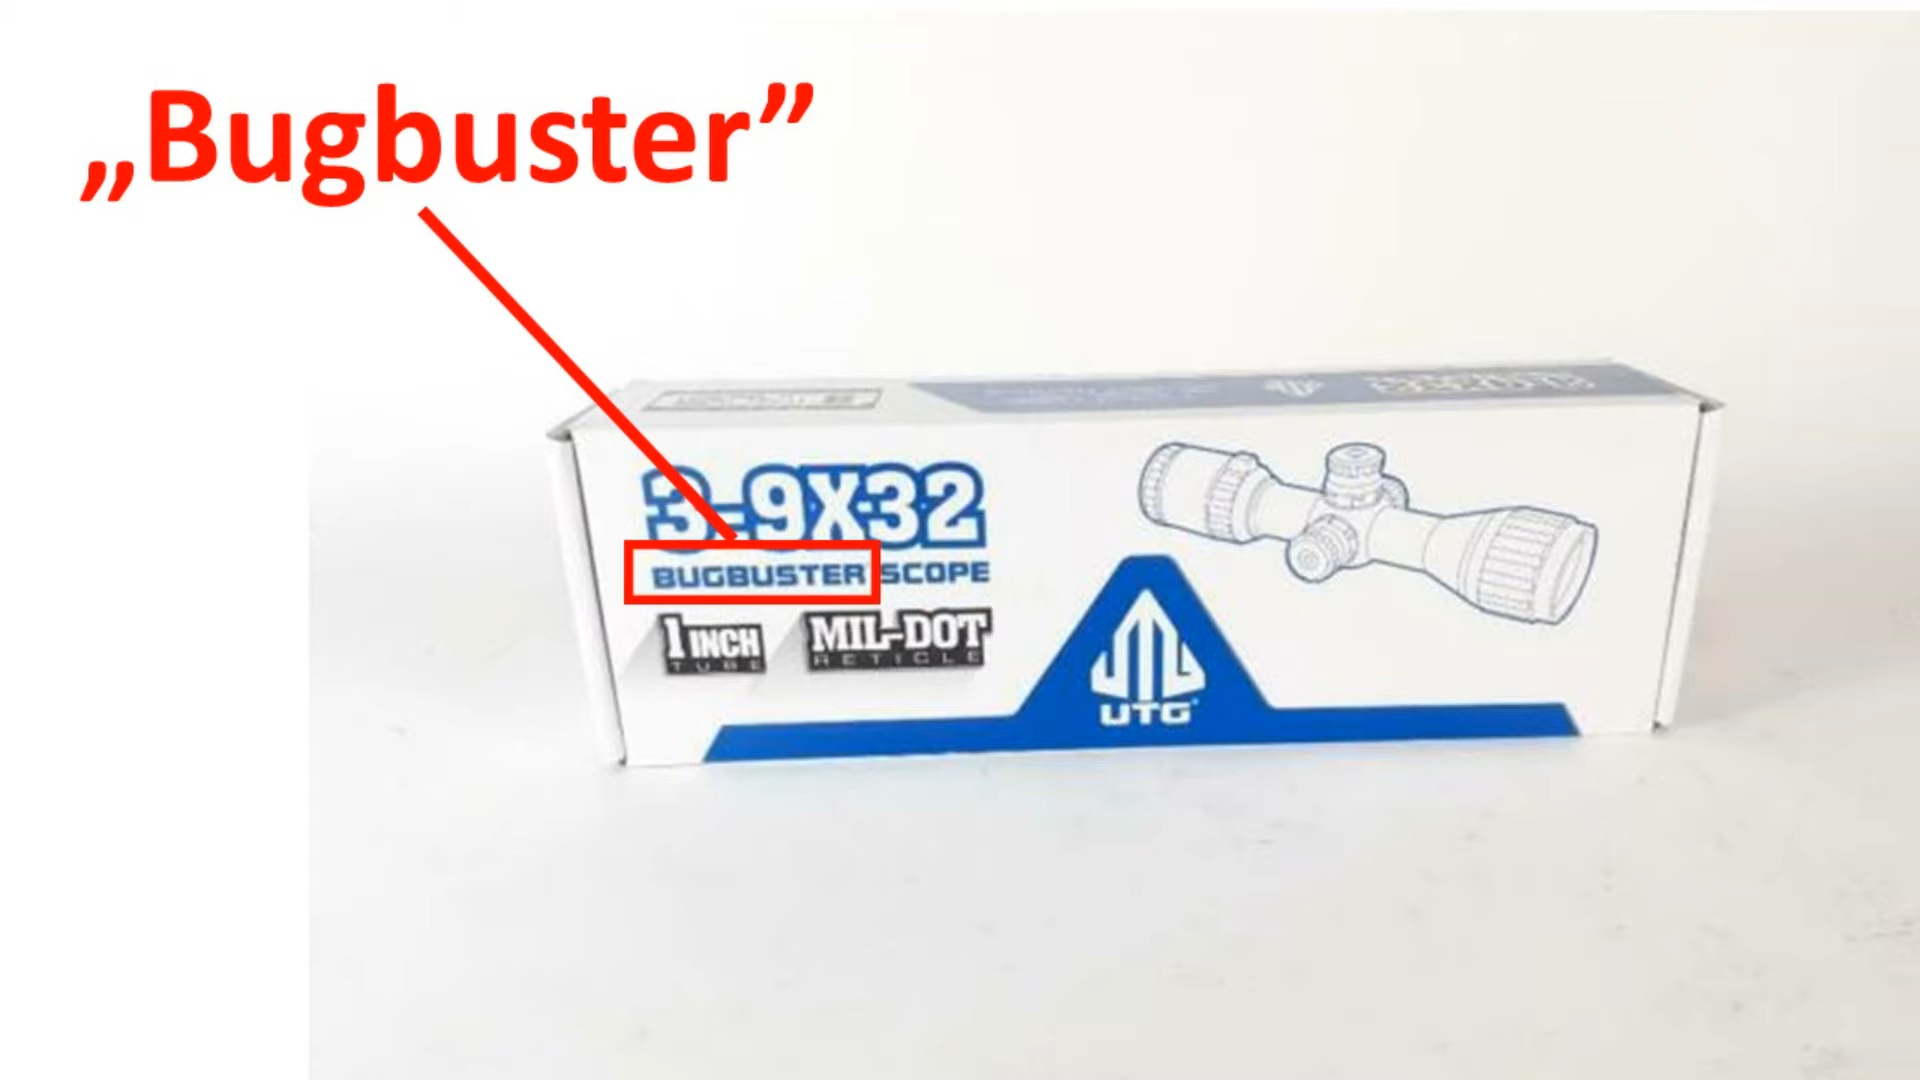 „Bugbuster”
3-9X32
BUGBUSTER SCOPE
1 INCH
TUBE
MIL-DOT
RETICLE
UTG